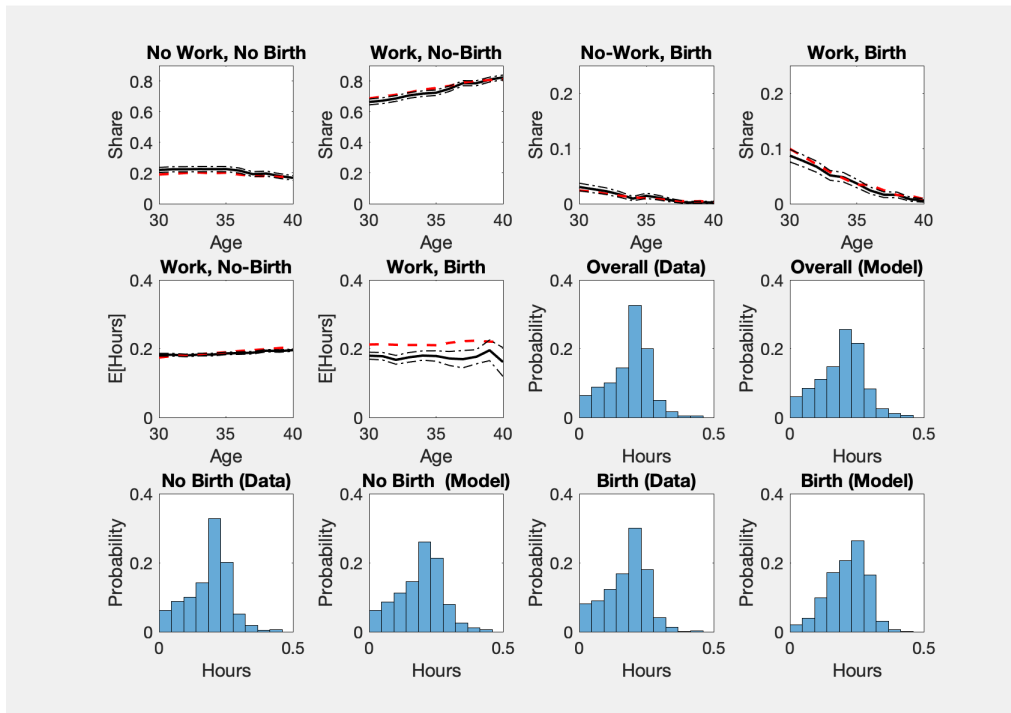 No Work, No Birth
Work, No-Birth
No-Work, Birth
Work, Birth
0.8
0.6
0.4
0.2
0
Share
30
35
40
Age
0.8
0.6
0.4
0.2
0
Share
30
35
40
Age
0.2
0.1
0
Share
30
35
40
Age
0.2
0.1
0
Share
30
35
40
Age
Work, No-Birth
Work, Birth
Overall (Data)
Overall (Model)
0.4
0.2
0
E[Hours]
30
35
40
Age
0.4
0.2
0
E[Hours]
30
35
40
Age
0.4
0.2
0
Probability
0
0.5
Hours
0.4
0.2
0
Probability
0
0.5
Hours
No Birth (Data)
No Birth (Model)
Birth (Data)
Birth (Model)
0.4
0.2
0
Probability
0
0.5
Hours
0.4
0.2
0
Probability
0
0.5
Hours
0.4
0.2
0
Probability
0
0.5
Hours
0.4
0.2
0
Probability
0
0.5
Hours